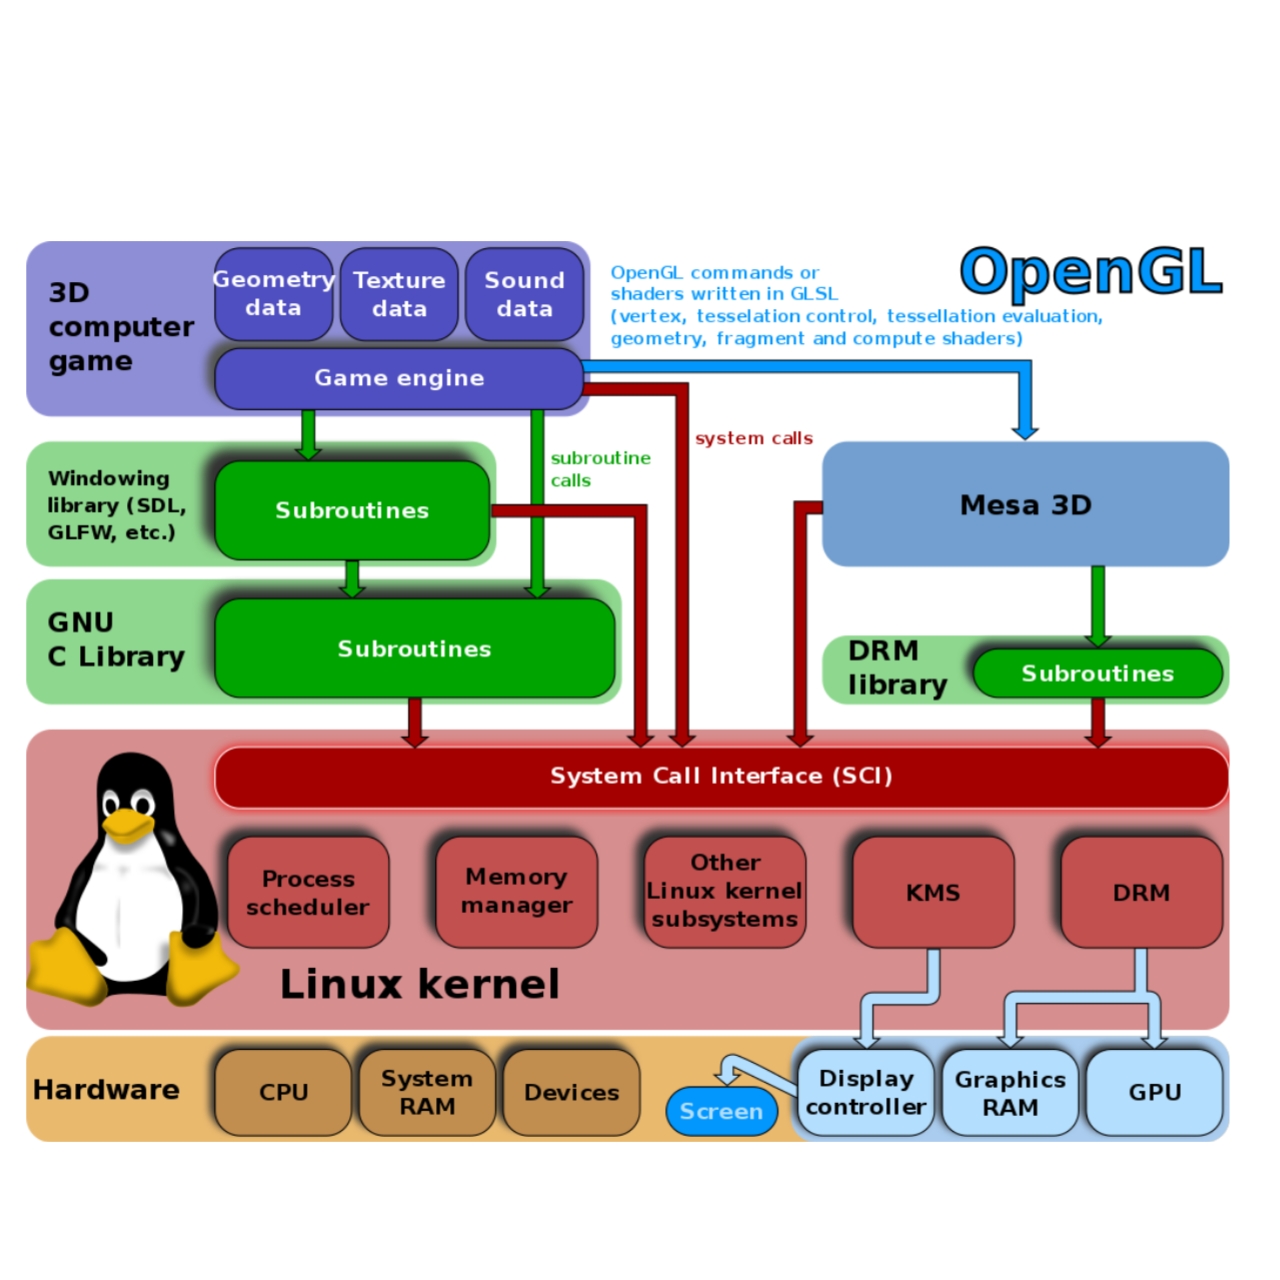 3D
computer
game
Geometry
data
Texture
data
Sound
data
Game engine
OpenGL commands or
shaders written in GLSL
(vertex, tesselation control, tessellation evaluation,
geometry, fragment and compute shaders)
OpenGL
system calls
subroutine
calls
Windowing
library (SDL,
GLFW, etc.)
Subroutines
Mesa 3D
GNU
C Library
Subroutines
DRM
library
Subroutines
System Call Interface (SCI)
Process
scheduler
Memory
manager
Other
Linux kernel
subsystems
KMS
DRM
Linux kernel
Hardware
CPU
System
RAM
Devices
Screen
Display
controller
Graphics
RAM
GPU